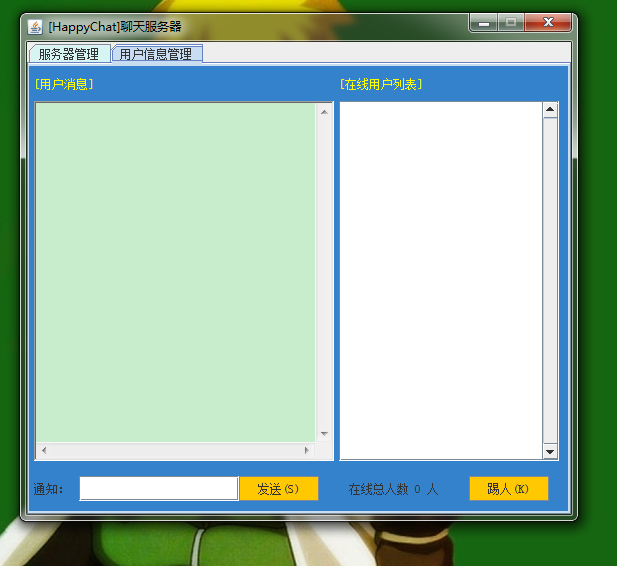 [HappyChat]聊天服务器
服务器管理 用户信息管理
[用户消息] [在线用户列表]
通知: 发送(S) 在线总人数 0 人 踢人(K)